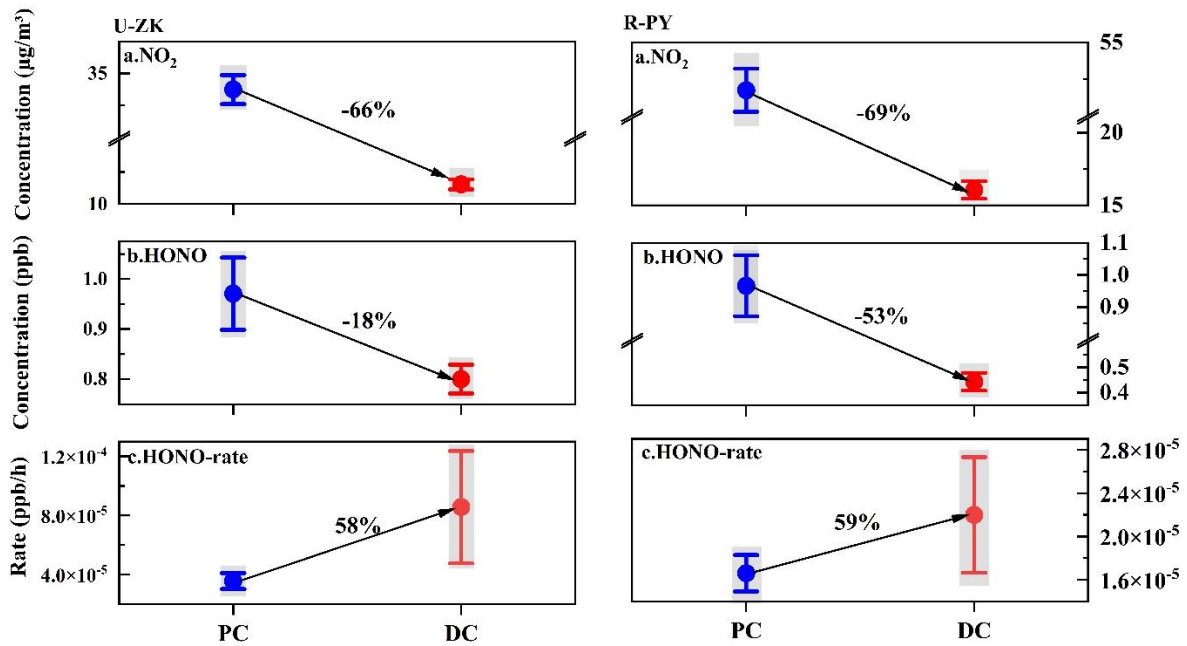 U-ZK
R-PY
Concentration (μg/m³)
a.NO₂
35
10
-66%
a.NO₂
55
20
15
-69%
Concentration (ppb)
b.HONO
1.0
0.9
0.8
-18%
b.HONO
1.1
1.0
0.9
0.5
0.4
-53%
Rate (ppb/h)
c.HONO-rate
1.2×10⁻⁴
8.0×10⁻⁵
4.0×10⁻⁵
58%
c.HONO-rate
2.8×10⁻⁵
2.4×10⁻⁵
2.0×10⁻⁵
1.6×10⁻⁵
59%
PC
DC
PC
DC